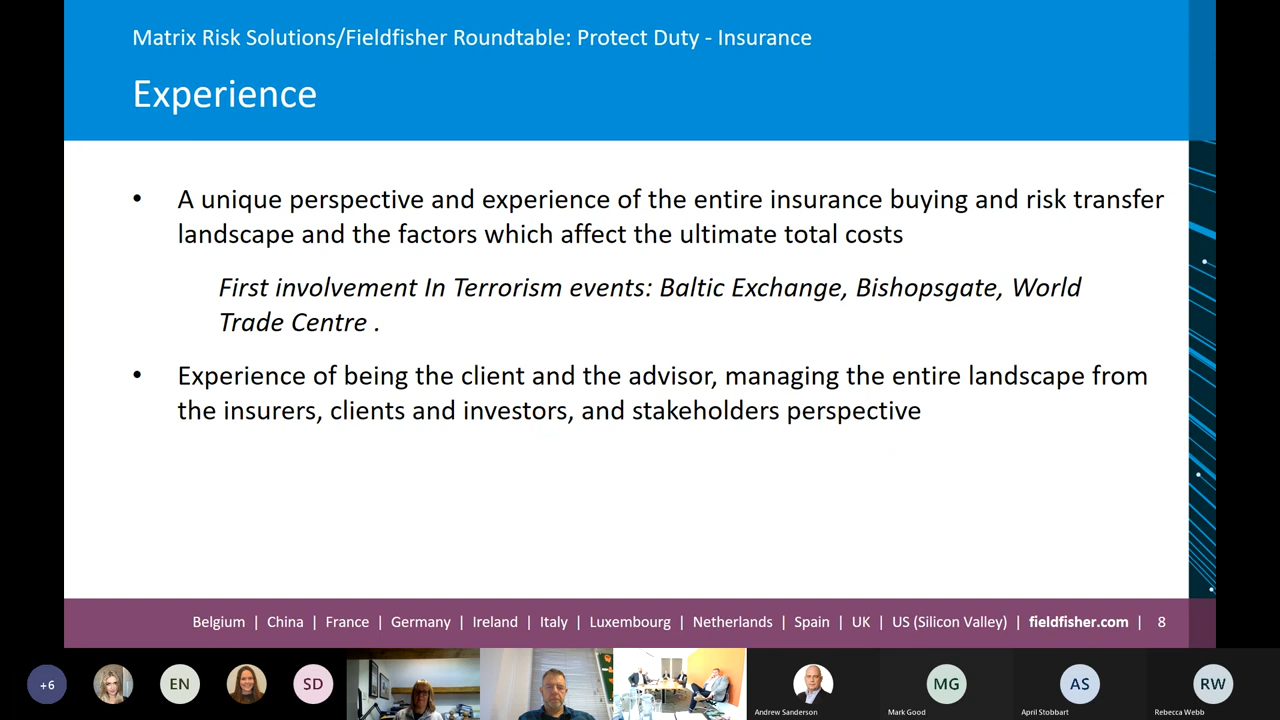 Matrix Risk Solutions/Fieldfisher Roundtable: Protect Duty - Insurance
Experience
• A unique perspective and experience of the entire insurance buying and risk transfer
landscape and the factors which affect the ultimate total costs
First involvement In Terrorism events: Baltic Exchange, Bishopsgate, World
Trade Centre .
• Experience of being the client and the advisor, managing the entire landscape from
the insurers, clients and investors, and stakeholders perspective
Belgium | China | France | Germany | Ireland | Italy | Luxembourg | Netherlands | Spain | UK | US (Silicon Valley) | fieldfisher.com | 8
+6 EN SD MG AS RW
Andrew Sanderson Mark Good April Stobbart Rebecca Webb